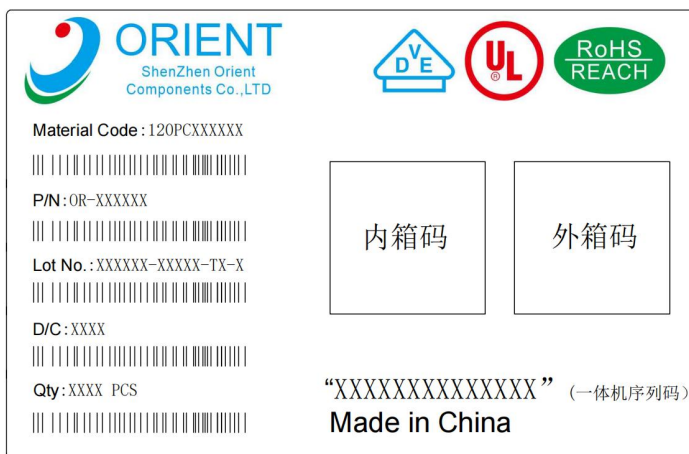 ORIENT
ShenZhen Orient
Components Co.,LTD
VDE
UL
®
RoHS
REACH
Material Code:120PCXXXXXX
P/N:OR-XXXXXX
Lot No.:XXXXXX-XXXXX-TX-X
D/C:XXXX
Qty:XXXX PCS
内箱码
外箱码
“XXXXXXXXXXXXXX” (一体机序列码)
Made in China